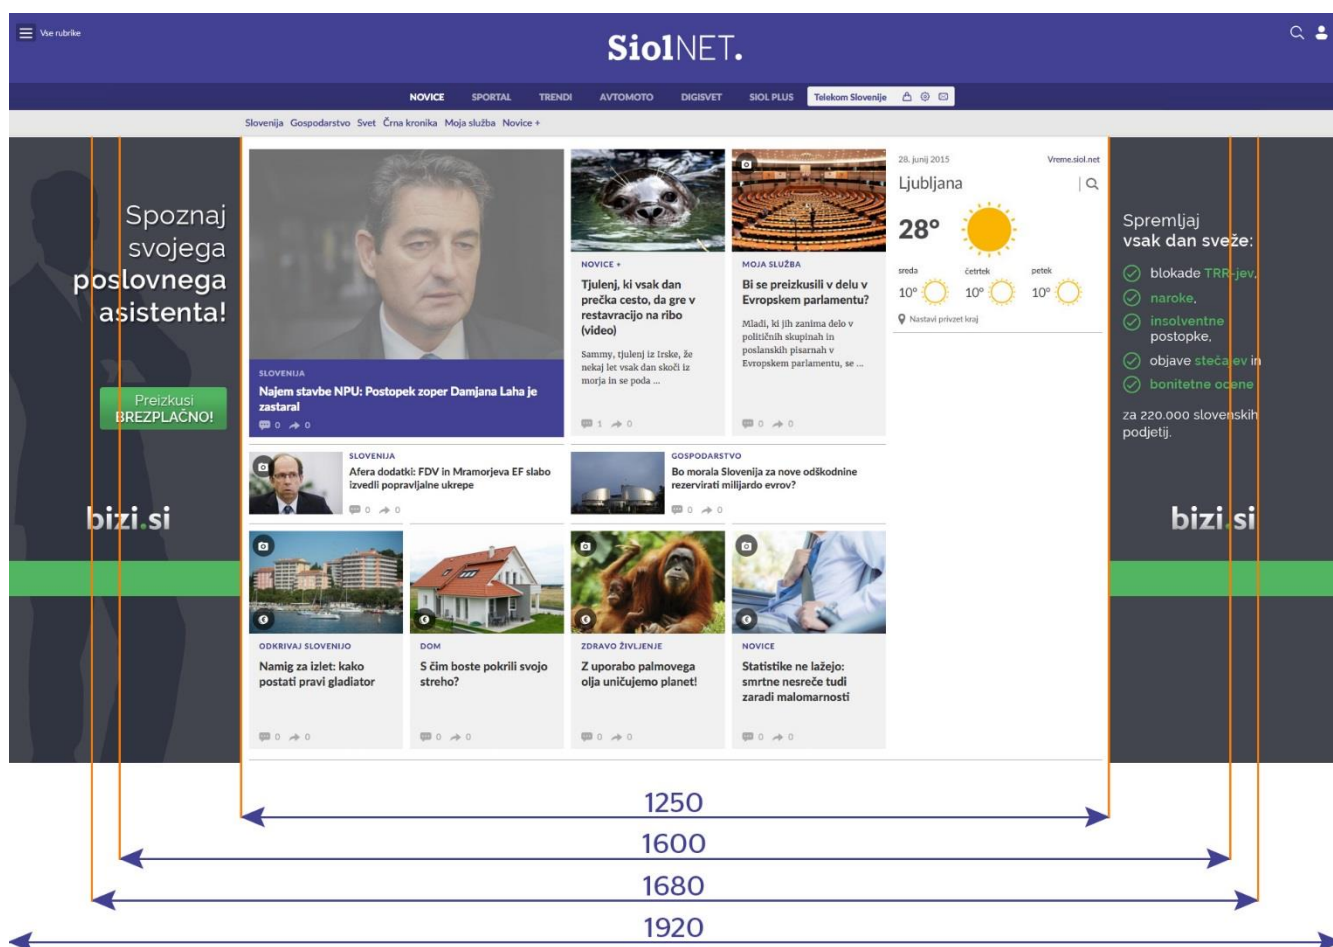 Vse rubrike
SiolNET.
NOVICE SPORTAL TRENDI AVTOMOTO DIGISVET SIOL PLUS Telekom Slovenije
Slovenija Gospodarstvo Svet Črna kronika Moja služba Novice +
Spoznaj
svojega
poslovnega
asistenta!
Preizkusi
BREZPLAČNO!
bizi.si
SLOVENIJA
Najem stavbe NPU: Postopek zoper Damjana Laha je
zastaral
0 0
NOVICE +
Tjulenj, ki vsak dan
prečka cesto, da gre v
restavracijo na ribo
(video)
Sammy, tjulenj iz Irske, že
nekaj let vsak dan skoči iz
morja in se poda ...
1 0
MOJA SLUŽBA
Bi se preizkusili v delu v
Evropskem parlamentu?
Mladi, ki jih zanima delo v
političnih skupinah in
poslanskih pisarnah v
Evropskem parlamentu, se ...
0 0
28. junij 2015 Vreme.siol.net
Ljubljana
28°
sreda četrtek petek
10° 10° 10°
Nastavi privzet kraj
SLOVENIJA
Afera dodatki: FDV in Mramorjeva EF slabo
izvedli popravljalne ukrepe
0 0
GOSPODARSTVO
Bo morala Slovenija za nove odškodnine
rezervirati milijardo evrov?
0 0
ODKRIVAJ SLOVENIJO
Namig za izlet: kako
postati pravi gladiator
0 0
DOM
S čim boste pokrili svojo
streho?
0 0
ZDRAVO ŽIVLJENJE
Z uporabo palmovega
olja uničujemo planet!
0 0
NOVICE
Statistike ne lažejo:
smrtne nesreče tudi
zaradi malomarnosti
0 0
Spremljaj
vsak dan sveže:
blokade TRR-jev,
naroke,
insolventne
postopke,
objave stečajev in
bonitetne ocene
za 220.000 slovenskih
podjetij.
bizi.si
1250
1600
1680
1920